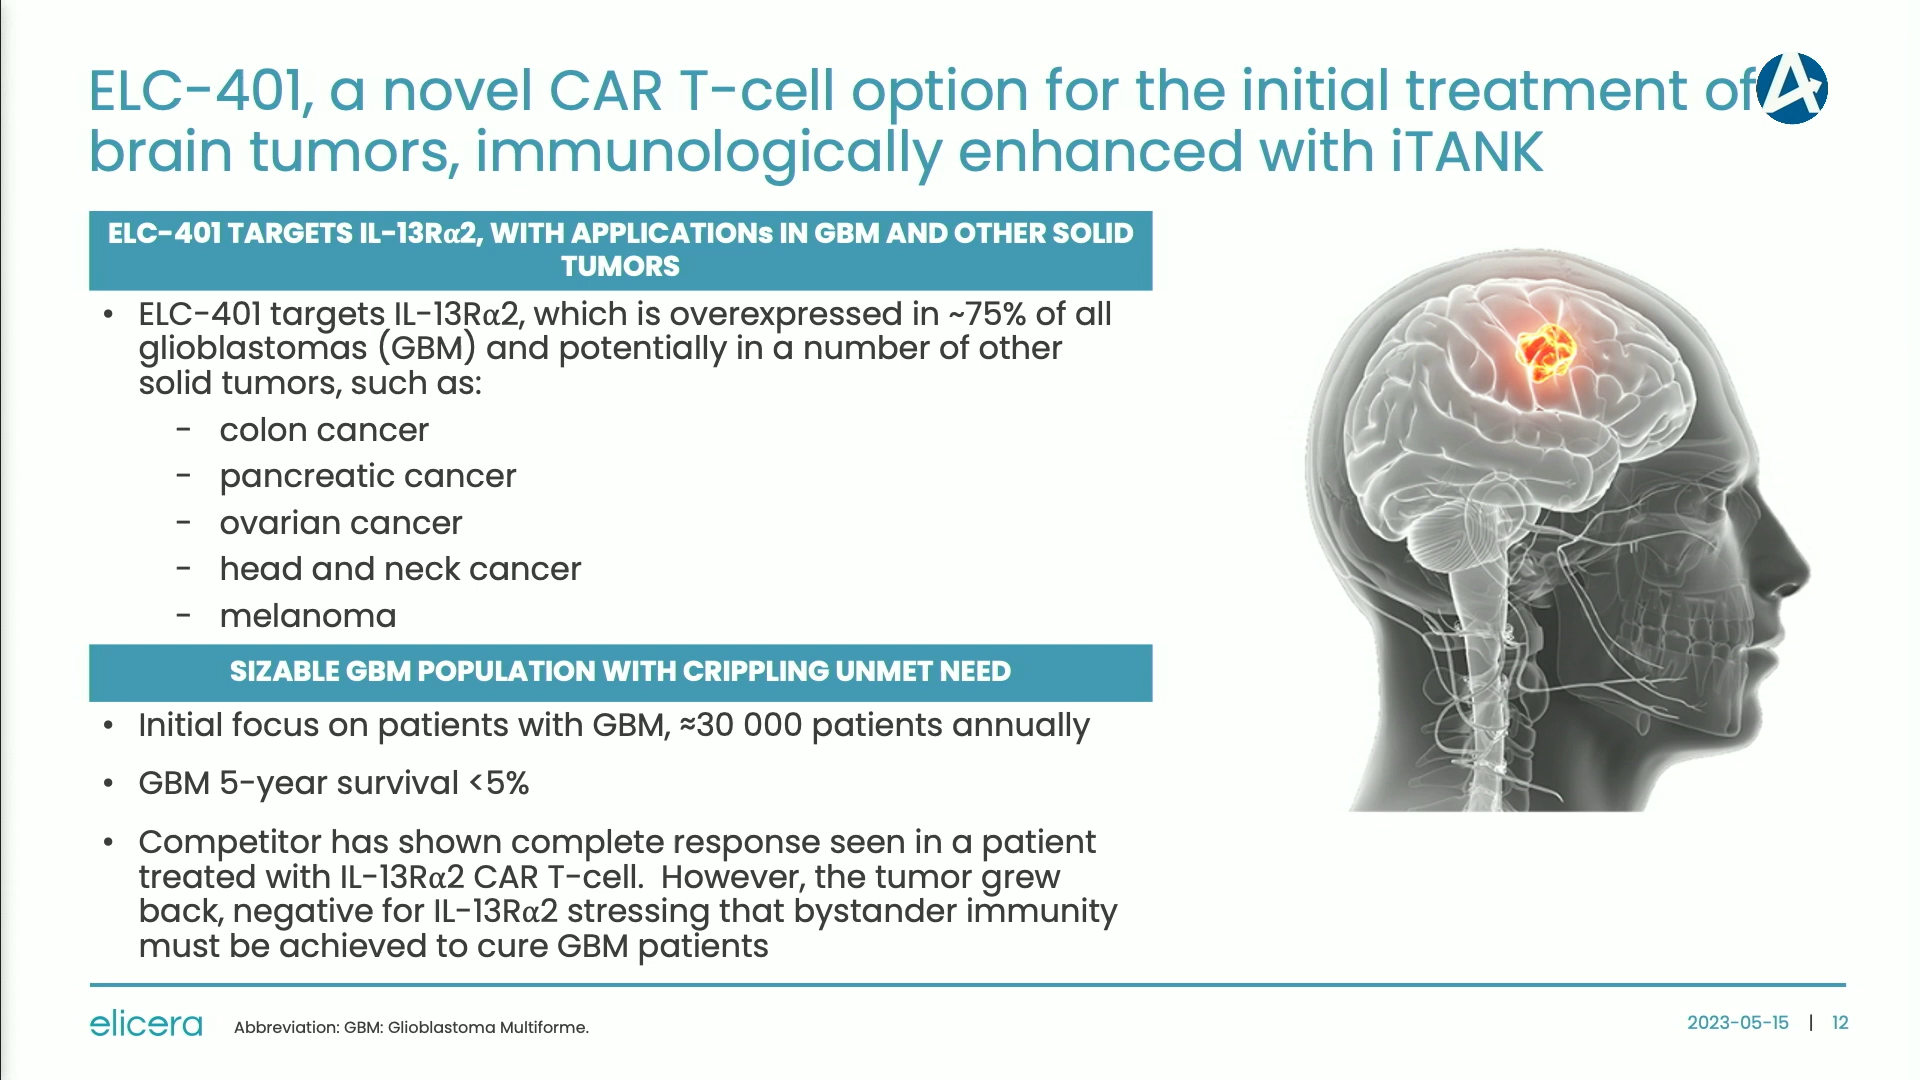 ELC-401, a novel CAR T-cell option for the initial treatment of
brain tumors, immunologically enhanced with iTANK
ELC-401 TARGETS IL-13Rα2, WITH APPLICATIONs IN GBM AND OTHER SOLID
TUMORS
• ELC-401 targets IL-13Rα2, which is overexpressed in ~75% of all
glioblastomas (GBM) and potentially in a number of other
solid tumors, such as:
- colon cancer
- pancreatic cancer
- ovarian cancer
- head and neck cancer
- melanoma
SIZABLE GBM POPULATION WITH CRIPPLING UNMET NEED
• Initial focus on patients with GBM, ≈30 000 patients annually
• GBM 5-year survival <5%
• Competitor has shown complete response seen in a patient
treated with IL-13Rα2 CAR T-cell.  However, the tumor grew
back, negative for IL-13Rα2 stressing that bystander immunity
must be achieved to cure GBM patients
elicera
Abbreviation: GBM: Glioblastoma Multiforme.
2023-05-15 | 12